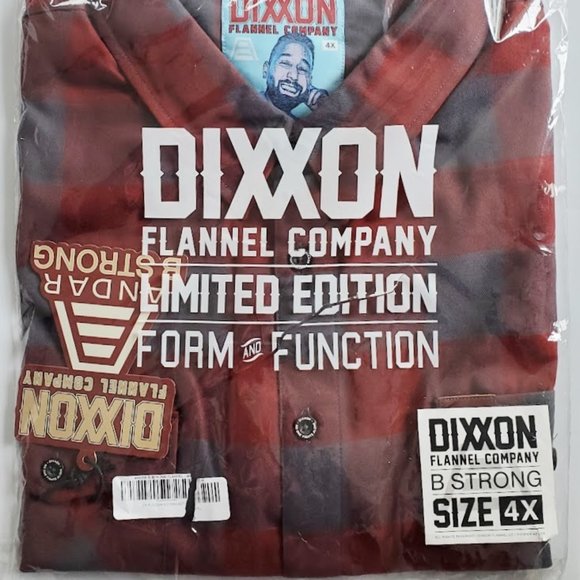 DIXXON
FLANNEL COMPANY
4X
DIXXON
FLANNEL COMPANY
LIMITED EDITION
FORM AND FUNCTION
B STRONG
ANDAR
DIXXON
FLANNEL COMPANY
DIXXON
FLANNEL COMPANY
B STRONG
SIZE 4X